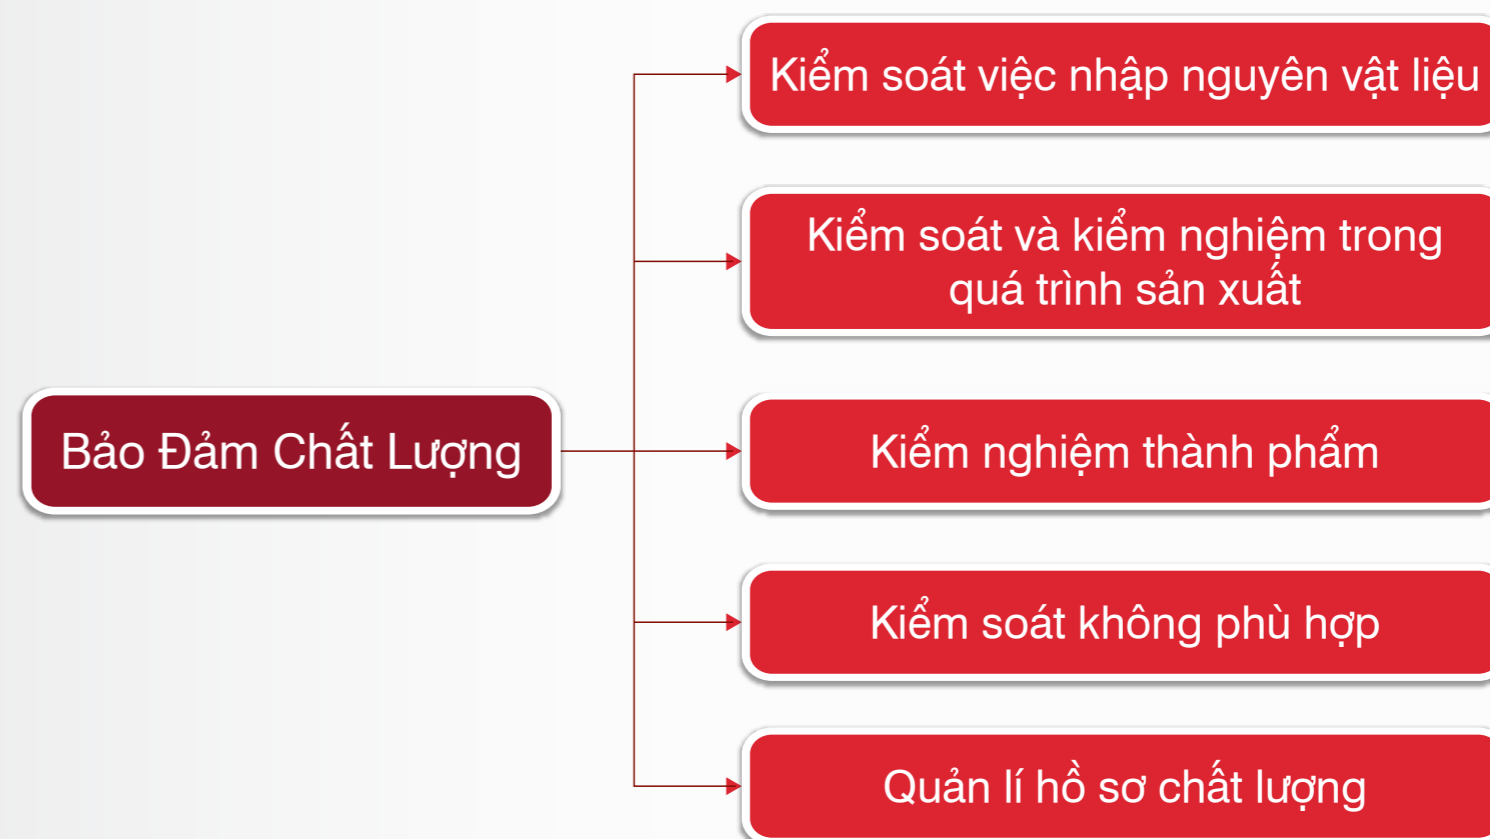 Kiểm soát việc nhập nguyên vật liệu
Kiểm soát và kiểm nghiệm trong
quá trình sản xuất
Bảo Đảm Chất Lượng
Kiểm nghiệm thành phẩm
Kiểm soát không phù hợp
Quản lí hồ sơ chất lượng